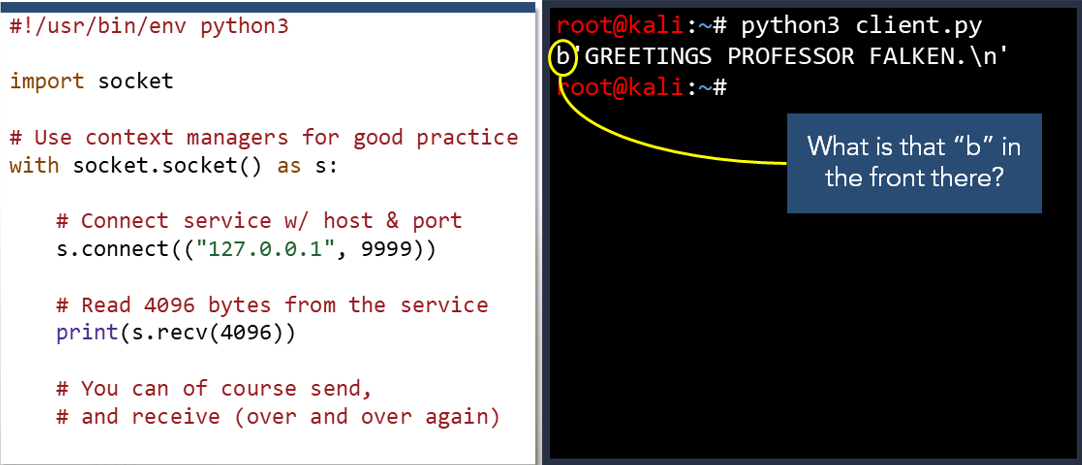 #!/usr/bin/env python3
import socket
# Use context managers for good practice
with socket.socket() as s:
# Connect service w/ host & port
s.connect(("127.0.0.1", 9999))
# Read 4096 bytes from the service
print(s.recv(4096))
# You can of course send,
# and receive (over and over again)
root@kali:~# python3 client.py
b'GREETINGS PROFESSOR FALKEN.\n'
root@kali:~#
What is that “b” in
the front there?